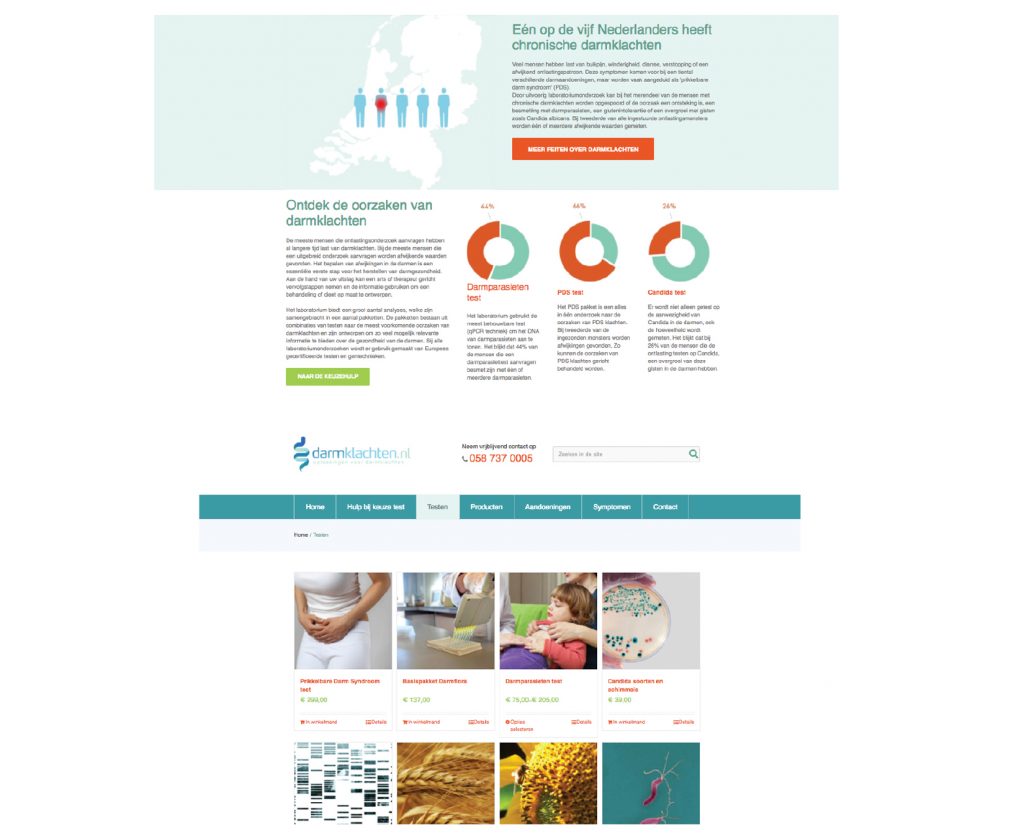 Eén op de vijf Nederlanders heeft
chronische darmklachten
Veel mensen hebben last van buikpijn, winderigheid, diarree, verstopping of een
afwijkend ontlastingspatroon. Deze symptomen komen voor bij een tiental
verschillende darmaandoeningen, maar worden vaak aangeduid als 'prikkelbare
darm syndroom' (PDS).
Door uitvoerig laboratoriumonderzoek kan bij het merendeel van de mensen met
chronische darmklachten worden opgespoord of de oorzaak een ontsteking is, een
besmetting met darmparasieten, een glutenintolerantie of een overgroei met gisten
zoals Candida albicans. Bij tweederde van alle ingestuurde ontlastingsmonsters
worden één of meerdere afwijkende waarden gemeten.
MEER FEITEN OVER DARMKLACHTEN
Ontdek de oorzaken van
darmklachten
De meeste mensen die ontlastingsonderzoek aanvragen hebben
al langere tijd last van darmklachten. Bij de meeste mensen die
een uitgebreid onderzoek aanvragen worden afwijkende waarden
gevonden. Het bepalen van afwijkingen in de darmen is een
essentiële eerste stap voor het herstellen van darmgezondheid.
Aan de hand van uw uitslag kan een arts of therapeut gericht
vervolgstappen nemen en de informatie gebruiken om een
behandeling of dieet op maat te ontwerpen.
Het laboratorium biedt een groot aantal analyses, welke zijn
samengebracht in een aantal pakketten. De pakketten bestaan uit
combinaties van testen naar de meest voorkomende oorzaken van
darmklachten en zijn ontworpen om zo veel mogelijk relevante
informatie te bieden over de gezondheid van de darmen. Bij alle
laboratoriumonderzoeken wordt er gebruik gemaakt van Europees
gecertificeerde testen en gentechnieken.
NAAR DE KEUZEHULP
44%
Darmparasieten
test
Het laboratorium gebruikt de
meest betrouwbare test
(qPCR techniek) om het DNA
van darmparasieten aan te
tonen. Het blijkt dat 44%
van de mensen die een
darmparasietentest aanvragen
besmet zijn met één of
meerdere darmparasieten.
66%
PDS test
Het PDS pakket is een alles
in één onderzoek naar de
oorzaken van PDS klachten.
Bij tweederde van de
ingezonden monsters worden
afwijkingen gevonden. Zo
kunnen de oorzaken van
PDS klachten gericht
behandeld worden.
26%
Candida test
Er wordt niet alleen getest op
de aanwezigheid van
Candida in de darmen, ook
de hoeveelheid wordt
gemeten. Het blijkt dat bij
26% van de mensen die de
ontlasting testen op Candida,
een overgroei van deze
gisten in de darmen hebben.
darmklachten.nl
Neem vrijblijvend contact op
058 737 0005
Zoeken in de site
Home
Hulp bij keuze test
Testen
Producten
Aandoeningen
Symptomen
Contact
Home / Testen
Prikkelbare Darm Syndroom
test
€ 299,00
In winkelmand
Details
Basispakket Darmflora
€ 137,00
In winkelmand
Details
Darmparasieten test
€ 75,00–€ 205,00
Opties
selecteren
Details
Candida soorten en
schimmels
€ 39,00
In winkelmand
Details